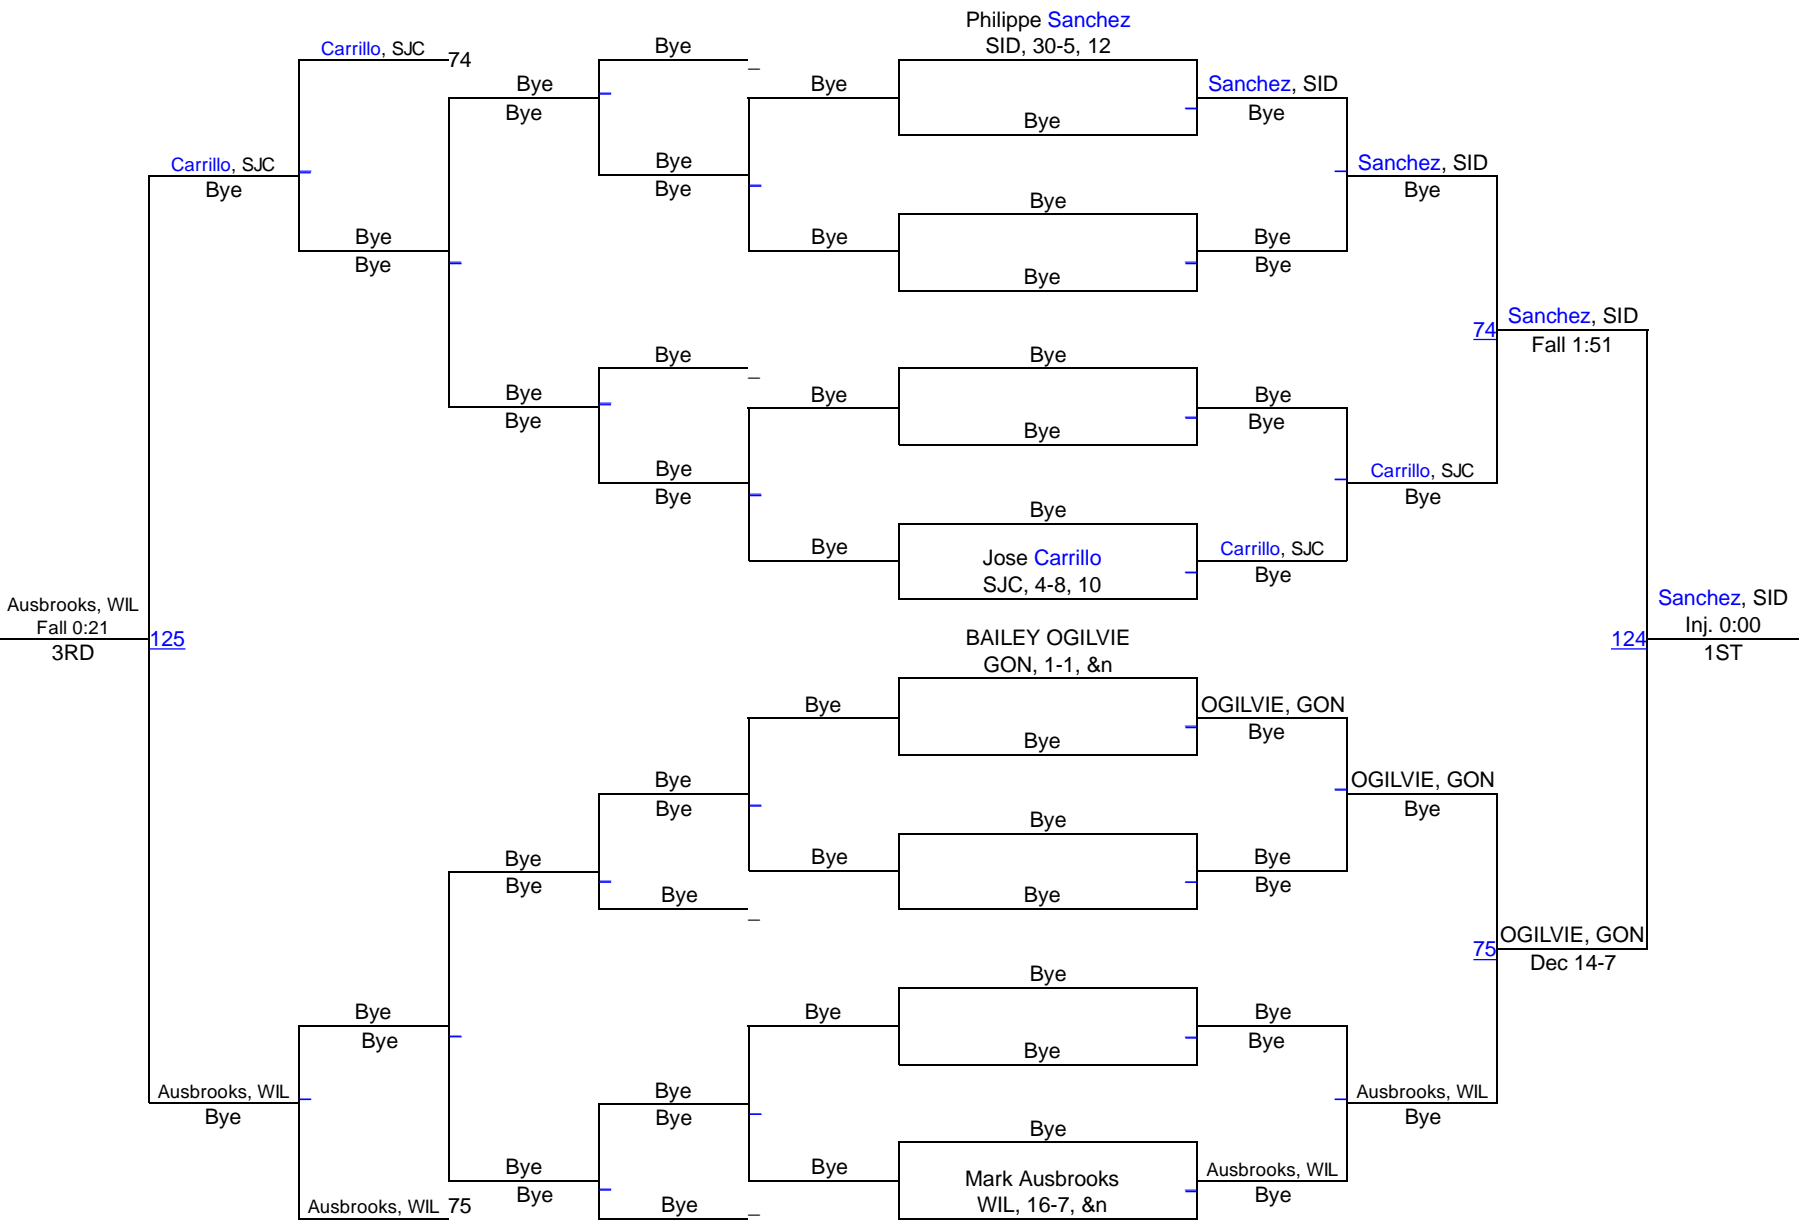 Philippe Sanchez
SID, 30-5, 12
Carrillo, SJC
74
Bye
_
Bye
Bye
Sanchez, SID
Bye
Bye
Bye
Carrillo, SJC
Bye
Bye
Bye
Sanchez, SID
Bye
Bye
Bye
Bye
Bye
Bye
Bye
Bye
Bye
74
Sanchez, SID
Fall 1:51
Bye
_
Bye
Bye
Bye
Bye
Bye
Bye
Bye
Bye
Bye
Bye
Carrillo, SJC
Bye
Bye
Bye
Jose Carrillo
SJC, 4-8, 10
Carrillo, SJC
Bye
Ausbrooks, WIL
Fall 0:21
3RD
125
Sanchez, SID
Inj. 0:00
1ST
124
BAILEY OGILVIE
GON, 1-1, &n
Bye
Bye
OGILVIE, GON
Bye
Bye
Bye
OGILVIE, GON
Bye
Bye
Bye
Bye
Bye
Bye
Bye
Bye
Bye
_
75
OGILVIE, GON
Dec 14-7
Bye
Bye
Bye
Bye
Bye
Bye
Bye
Ausbrooks, WIL
Bye
Bye
Bye
Ausbrooks, WIL
Bye
Bye
Bye
Bye
Bye
Mark Ausbrooks
WIL, 16-7, &n
Ausbrooks, WIL
Bye
Ausbrooks, WIL
75
Bye
_